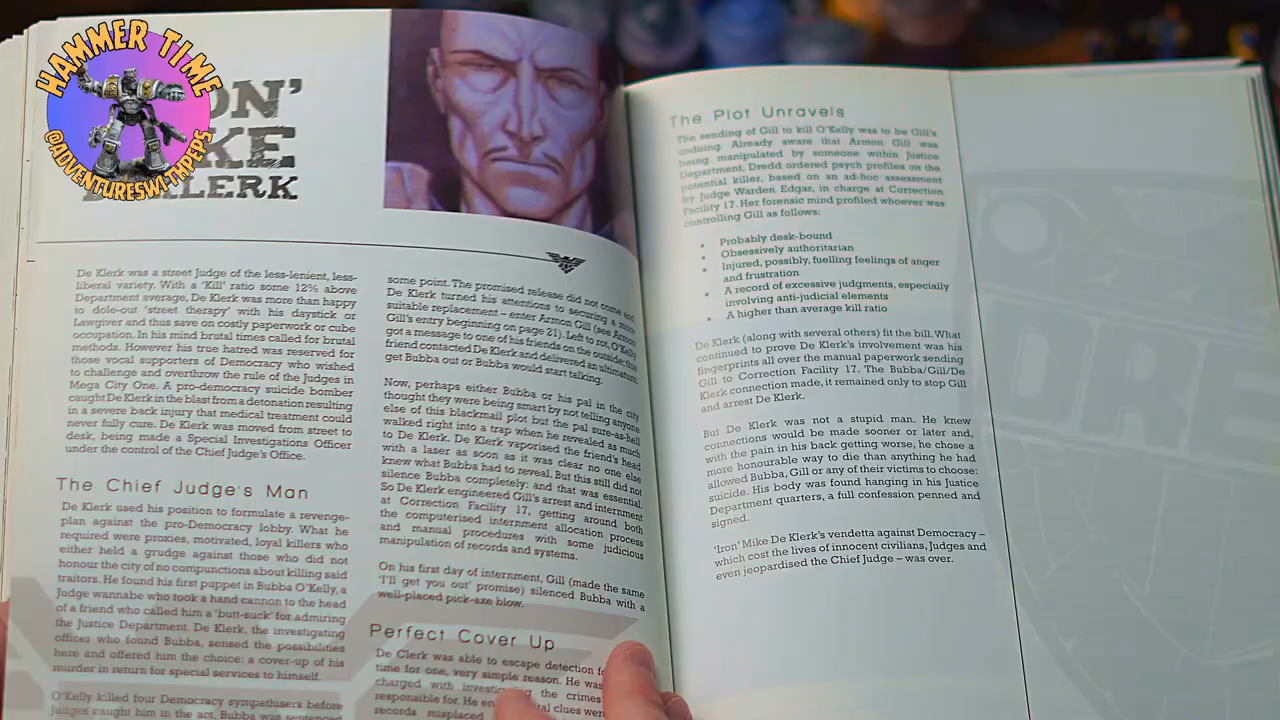 HAMMER TIME
@ADVENTURESWITHPEPS
ON'
KE
KLERK
De Klerk was a street Judge of the less-lenient, less-
liberal variety. With a 'Kill' ratio some 12% above
Department average, De Klerk was more than happy
to dole-out 'street therapy' with his daystick or
Lawgiver and thus save on costly paperwork or cube
occupation. In his mind brutal times called for brutal
methods. However his true hatred was reserved for
those vocal supporters of Democracy who wished
to challenge and overthrow the rule of the Judges in
Mega City One. A pro-democracy suicide bomber
caught De Klerk in the blast from a detonation resulting
in a severe back injury that medical treatment could
never fully cure. De Klerk was moved from street to
desk, being made a Special Investigations Officer
under the control of the Chief Judge's Office.
The Chief Judge's Man
De Klerk used his position to formulate a revenge-
plan against the pro-Democracy lobby. What he
required were proxies, motivated, loyal killers who
either held a grudge against those who did not
honour the city of no compunctions about killing said
traitors. He found his first puppet in Bubba O'Kelly, a
Judge wannabe who took a hand cannon to the head
of a friend who called him a 'butt-suck' for admiring
the Justice Department. De Klerk, the investigating
officer who found Bubba, sensed the possibilities
here and offered him the choice: a cover-up of his
murder in return for special services to himself.
O'Kelly killed four Democracy sympathisers before
Judges caught him in the act. Bubba was sentenced
some point. The promised release did not come and
De Klerk turned his attentions to securing a more
suitable replacement – enter Armon Gill (see Armon
Gill's entry beginning on page 21). Left to rot, O'Kelly
got a message to one of his friends on the outside; this
friend contacted De Klerk and delivered an ultimatum:
get Bubba out or Bubba would start talking.
Now, perhaps either Bubba or his pal in the city
thought they were being smart by not telling anyone
else of this blackmail plot but the pal sure-as-hell
walked right into a trap when he revealed as much
to De Klerk. De Klerk vaporised the friend's head
with a laser as soon as it was clear no one else
knew what Bubba had to reveal. But this still did not
silence Bubba completely; and that was essential.
So De Klerk engineered Gill's arrest and internment
at Correction Facility 17, getting around both
the computerised internment allocation process
and manual procedures with some judicious
manipulation of records and systems.
On his first day of internment, Gill (made the same
'I'll get you out' promise) silenced Bubba with a
well-placed pick-axe blow.
Perfect Cover Up
De Klerk was able to escape detection fo
time for one, very simple reason. He was
charged with investig the crimes
responsible for. He en tal clues were
records misplaced
The Plot Unravels
The sending of Gill to kill O'Kelly was to be Gill's
undoing. Already aware that Armon Gill was
being manipulated by someone within Justice
Department, Dredd ordered psych profiles on the
potential killer, based on an ad-hoc assessment
by Judge Warden Edgar, in charge at Correction
Facility 17. Her forensic mind profiled whoever was
controlling Gill as follows:
• Probably desk-bound
• Obsessively authoritarian
• Injured, possibly, fuelling feelings of anger
and frustration
• A record of excessive judgments, especially
involving anti-judicial elements
• A higher than average kill ratio
De Klerk (along with several others) fit the bill. What
continued to prove De Klerk's involvement was his
fingerprints all over the manual paperwork sending
Gill to Correction Facility 17. The Bubba/Gill/De
Klerk connection made, it remained only to stop Gill
and arrest De Klerk.
But De Klerk was not a stupid man. He knew
connections would be made sooner or later and,
with the pain in his back getting worse, he chose a
more honourable way to die than anything he had
allowed Bubba, Gill or any of their victims to choose:
suicide. His body was found hanging in his Justice
Department quarters, a full confession penned and
signed.
'Iron' Mike De Klerk's vendetta against Democracy –
which cost the lives of innocent civilians, Judges and
even jeopardised the Chief Judge – was over.